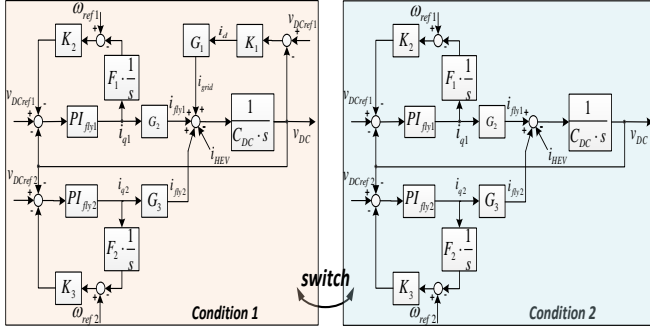 ω_ref1
K_2
G_1
i_d
K_1
v_DCref1
F_1 · 1/s
i_grid
v_DCref1
PI_fly1
i_q1
G_2
i_fly1
1/(C_DC · s)
v_DC
i_HEV
v_DCref2
PI_fly2
i_q2
G_3
i_fly2
F_2 · 1/s
K_3
ω_ref2
Condition 1
switch
ω_ref1
K_2
F_1 · 1/s
v_DCref1
PI_fly1
i_q1
G_2
i_fly1
1/(C_DC · s)
v_DC
i_HEV
v_DCref2
PI_fly2
i_q2
G_3
i_fly2
F_2 · 1/s
K_3
ω_ref2
Condition 2